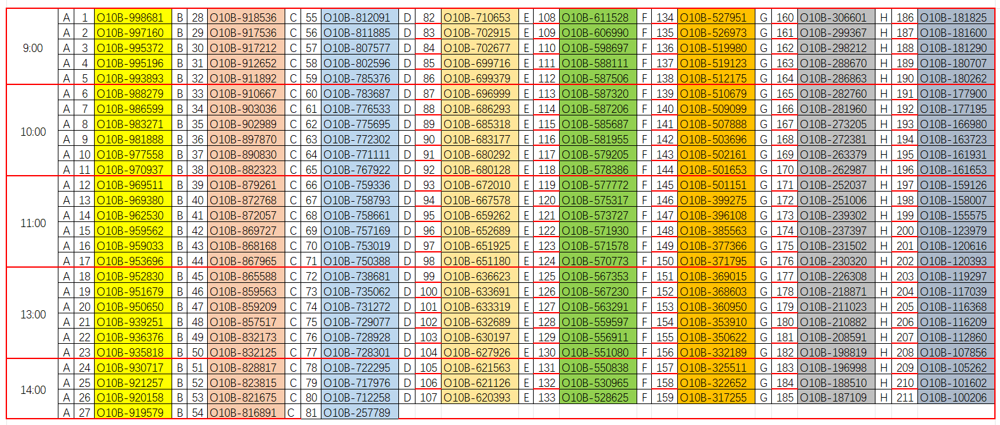 A 1 O10B-998681 B 28 O10B-918536 C 55 O10B-812091 D 82 O10B-710653 E 108 O10B-611528 F 134 O10B-527951 G 160 O10B-306601 H 186 O10B-181825
A 2 O10B-997160 B 29 O10B-917536 C 56 O10B-811885 D 83 O10B-702915 E 109 O10B-606990 F 135 O10B-526973 G 161 O10B-299367 H 187 O10B-181600
9:00 A 3 O10B-995372 B 30 O10B-917212 C 57 O10B-807577 D 84 O10B-702677 E 110 O10B-598697 F 136 O10B-519980 G 162 O10B-298212 H 188 O10B-181290
A 4 O10B-995196 B 31 O10B-912652 C 58 O10B-802596 D 85 O10B-699716 E 111 O10B-588111 F 137 O10B-519123 G 163 O10B-288670 H 189 O10B-180707
A 5 O10B-993893 B 32 O10B-911892 C 59 O10B-785376 D 86 O10B-699379 E 112 O10B-587506 F 138 O10B-512175 G 164 O10B-286863 H 190 O10B-180262
A 6 O10B-988279 B 33 O10B-910667 C 60 O10B-783687 D 87 O10B-696999 E 113 O10B-587320 F 139 O10B-510679 G 165 O10B-282760 H 191 O10B-177900
A 7 O10B-986599 B 34 O10B-903036 C 61 O10B-776533 D 88 O10B-686293 E 114 O10B-587206 F 140 O10B-509099 G 166 O10B-281960 H 192 O10B-177195
A 8 O10B-983271 B 35 O10B-902989 C 62 O10B-775695 D 89 O10B-685318 E 115 O10B-585687 F 141 O10B-507888 G 167 O10B-273205 H 193 O10B-166980
10:00 A 9 O10B-981888 B 36 O10B-897870 C 63 O10B-772302 D 90 O10B-683177 E 116 O10B-581955 F 142 O10B-503696 G 168 O10B-272381 H 194 O10B-163723
A 10 O10B-977558 B 37 O10B-890830 C 64 O10B-771111 D 91 O10B-680292 E 117 O10B-579205 F 143 O10B-502161 G 169 O10B-263379 H 195 O10B-161931
A 11 O10B-970937 B 38 O10B-882323 C 65 O10B-767922 D 92 O10B-680128 E 118 O10B-578386 F 144 O10B-501653 G 170 O10B-262987 H 196 O10B-161653
A 12 O10B-969511 B 39 O10B-879261 C 66 O10B-759336 D 93 O10B-672010 E 119 O10B-577772 F 145 O10B-501151 G 171 O10B-252037 H 197 O10B-159126
A 13 O10B-969380 B 40 O10B-872768 C 67 O10B-758793 D 94 O10B-667578 E 120 O10B-575317 F 146 O10B-399275 G 172 O10B-251006 H 198 O10B-158007
A 14 O10B-962530 B 41 O10B-872057 C 68 O10B-758661 D 95 O10B-659262 E 121 O10B-573727 F 147 O10B-396108 G 173 O10B-239302 H 199 O10B-155575
11:00 A 15 O10B-959562 B 42 O10B-869727 C 69 O10B-757169 D 96 O10B-652689 E 122 O10B-571930 F 148 O10B-385563 G 174 O10B-237397 H 200 O10B-123979
A 16 O10B-959033 B 43 O10B-868168 C 70 O10B-753019 D 97 O10B-651925 E 123 O10B-571578 F 149 O10B-377366 G 175 O10B-231502 H 201 O10B-120616
A 17 O10B-953696 B 44 O10B-867965 C 71 O10B-750388 D 98 O10B-651180 E 124 O10B-570773 F 150 O10B-371795 G 176 O10B-230320 H 202 O10B-120393
A 18 O10B-952830 B 45 O10B-865588 C 72 O10B-738681 D 99 O10B-636623 E 125 O10B-567353 F 151 O10B-369015 G 177 O10B-226308 H 203 O10B-119297
A 19 O10B-951679 B 46 O10B-859563 C 73 O10B-735062 D 100 O10B-633691 E 126 O10B-567230 F 152 O10B-368603 G 178 O10B-218871 H 204 O10B-117039
A 20 O10B-950650 B 47 O10B-859209 C 74 O10B-731272 D 101 O10B-633319 E 127 O10B-563291 F 153 O10B-360950 G 179 O10B-211023 H 205 O10B-116368
13:00 A 21 O10B-939251 B 48 O10B-857517 C 75 O10B-729077 D 102 O10B-632689 E 128 O10B-559597 F 154 O10B-353910 G 180 O10B-210882 H 206 O10B-116209
A 22 O10B-936376 B 49 O10B-832173 C 76 O10B-728928 D 103 O10B-630197 E 129 O10B-556911 F 155 O10B-350622 G 181 O10B-208591 H 207 O10B-112860
A 23 O10B-935818 B 50 O10B-832125 C 77 O10B-728301 D 104 O10B-627926 E 130 O10B-551080 F 156 O10B-332189 G 182 O10B-198819 H 208 O10B-107856
A 24 O10B-930717 B 51 O10B-828817 C 78 O10B-722295 D 105 O10B-621563 E 131 O10B-550838 F 157 O10B-325511 G 183 O10B-196998 H 209 O10B-105262
A 25 O10B-921257 B 52 O10B-823815 C 79 O10B-717976 D 106 O10B-621126 E 132 O10B-530965 F 158 O10B-322652 G 184 O10B-188510 H 210 O10B-101602
14:00 A 26 O10B-920158 B 53 O10B-821675 C 80 O10B-712258 D 107 O10B-620393 E 133 O10B-528625 F 159 O10B-317255 G 185 O10B-187109 H 211 O10B-100206
A 27 O10B-919579 B 54 O10B-816891 C 81 O10B-257789